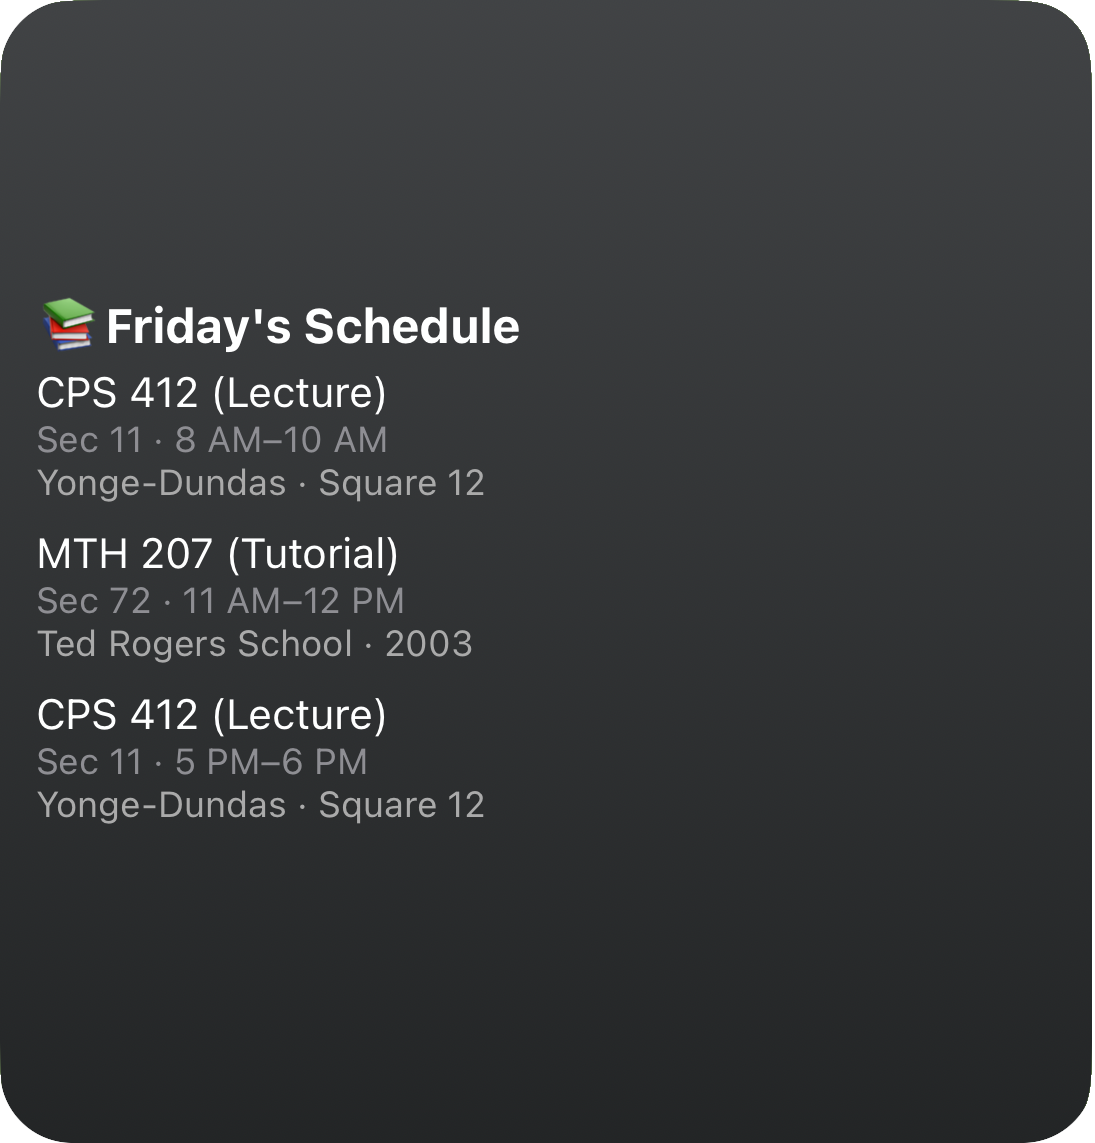 📚 Friday's Schedule
CPS 412 (Lecture)
Sec 11 · 8 AM–10 AM
Yonge-Dundas · Square 12
MTH 207 (Tutorial)
Sec 72 · 11 AM–12 PM
Ted Rogers School · 2003
CPS 412 (Lecture)
Sec 11 · 5 PM–6 PM
Yonge-Dundas · Square 12